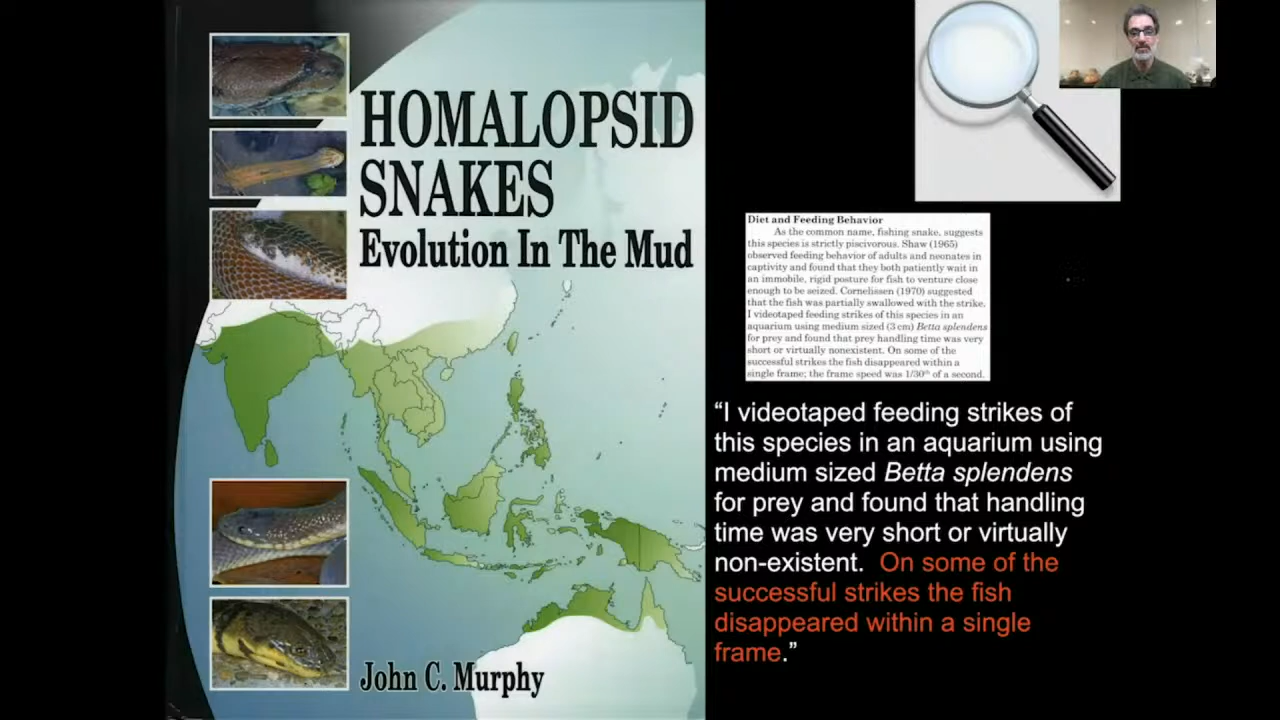 HOMALOPSID
SNAKES
Evolution In The Mud
John C. Murphy
Diet and Feeding Behavior
As the common name, fishing snake, suggests
this species is strictly piscivorous. Shaw (1965)
observed feeding behavior of adults and neonates in
captivity and found that they both patiently wait in
an immobile, rigid posture for fish to venture close
enough to be seized. Cornelissen (1970) suggested
that the fish was partially swallowed with the strike.
I videotaped feeding strikes of this species in an
aquarium using medium sized (3 cm) Betta splendens
for prey and found that prey handling time was very
short or virtually nonexistent. On some of the
successful strikes the fish disappeared within a
single frame; the frame speed was 1/30th of a second.
“I videotaped feeding strikes of
this species in an aquarium using
medium sized Betta splendens
for prey and found that handling
time was very short or virtually
non-existent. On some of the
successful strikes the fish
disappeared within a single
frame.”